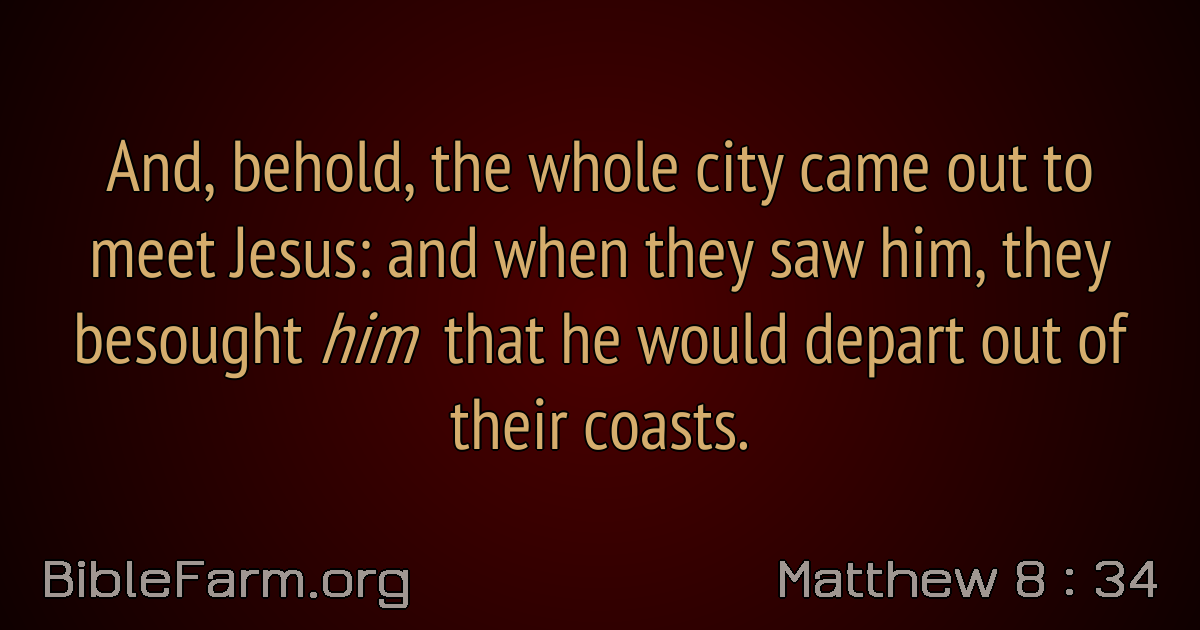 And, behold, the whole city came out to
meet Jesus: and when they saw him, they
besought him that he would depart out of
their coasts.
BibleFarm.org
Matthew 8 : 34